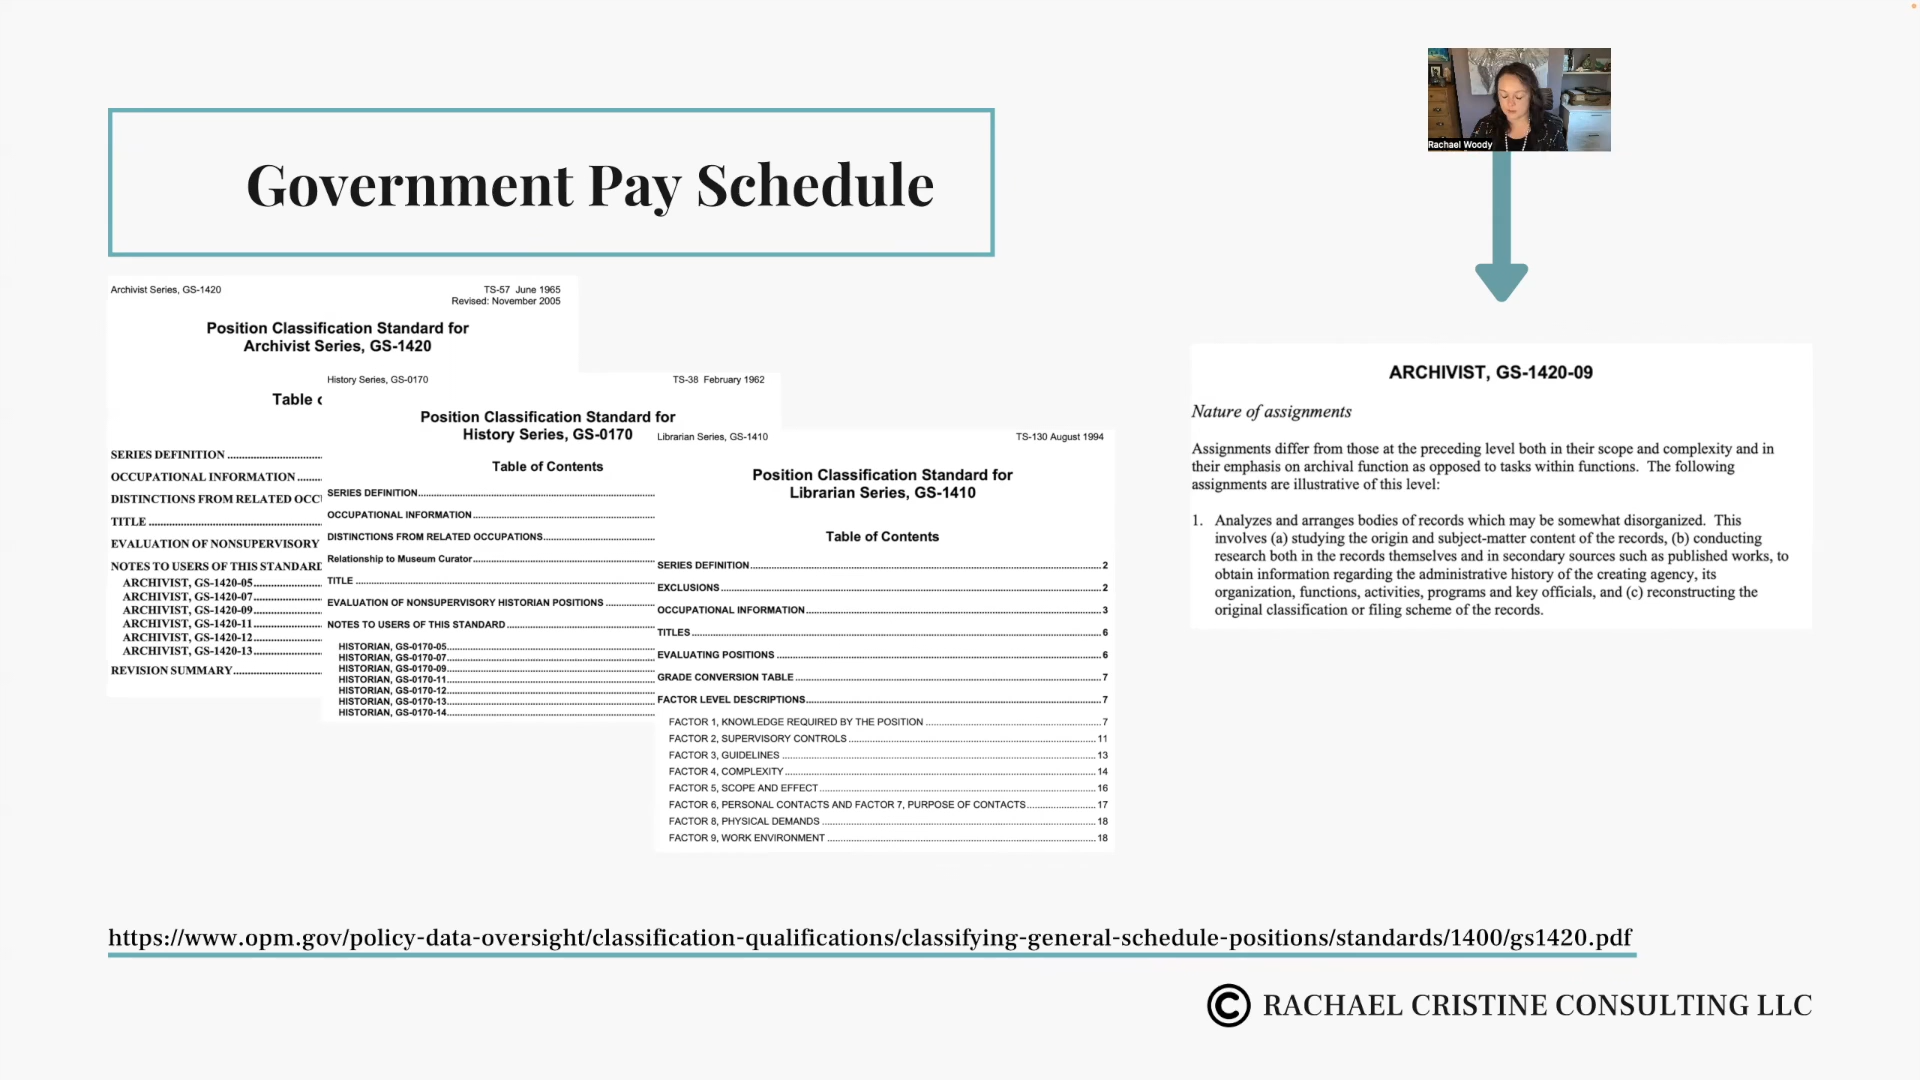 Rachael Woody
Government Pay Schedule
Archivist Series, GS-1420
TS-57 June 1965
Revised: November 2005
Position Classification Standard for
Archivist Series, GS-1420
Table
SERIES DEFINITION
OCCUPATIONAL INFORMATION
DISTINCTIONS FROM RELATED OCC
TITLE
EVALUATION OF NONSUPERVISORY
NOTES TO USERS OF THIS STANDARD
ARCHIVIST, GS-1420-05
ARCHIVIST, GS-1420-07
ARCHIVIST, GS-1420-09
ARCHIVIST, GS-1420-11
ARCHIVIST, GS-1420-12
ARCHIVIST, GS-1420-13
REVISION SUMMARY
History Series, GS-0170
TS-38 February 1962
Position Classification Standard for
History Series, GS-0170
Table of Contents
SERIES DEFINITION
OCCUPATIONAL INFORMATION
DISTINCTIONS FROM RELATED OCCUPATIONS
Relationship to Museum Curator
TITLE
EVALUATION OF NONSUPERVISORY HISTORIAN POSITIONS
NOTES TO USERS OF THIS STANDARD
HISTORIAN, GS-0170-05
HISTORIAN, GS-0170-07
HISTORIAN, GS-0170-09
HISTORIAN, GS-0170-11
HISTORIAN, GS-0170-12
HISTORIAN, GS-0170-13
HISTORIAN, GS-0170-14
Librarian Series, GS-1410
TS-130 August 1994
Position Classification Standard for
Librarian Series, GS-1410
Table of Contents
SERIES DEFINITION 2
EXCLUSIONS 2
OCCUPATIONAL INFORMATION 3
TITLES 6
EVALUATING POSITIONS 6
GRADE CONVERSION TABLE 7
FACTOR LEVEL DESCRIPTIONS 7
FACTOR 1, KNOWLEDGE REQUIRED BY THE POSITION 7
FACTOR 2, SUPERVISORY CONTROLS 11
FACTOR 3, GUIDELINES 13
FACTOR 4, COMPLEXITY 14
FACTOR 5, SCOPE AND EFFECT 16
FACTOR 6, PERSONAL CONTACTS AND FACTOR 7, PURPOSE OF CONTACTS 17
FACTOR 8, PHYSICAL DEMANDS 18
FACTOR 9, WORK ENVIRONMENT 18
ARCHIVIST, GS-1420-09
Nature of assignments
Assignments differ from those at the preceding level both in their scope and complexity and in
their emphasis on archival function as opposed to tasks within functions. The following
assignments are illustrative of this level:
1. Analyzes and arranges bodies of records which may be somewhat disorganized. This
involves (a) studying the origin and subject-matter content of the records, (b) conducting
research both in the records themselves and in secondary sources such as published works, to
obtain information regarding the administrative history of the creating agency, its
organization, functions, activities, programs and key officials, and (c) reconstructing the
original classification or filing scheme of the records.
https://www.opm.gov/policy-data-oversight/classification-qualifications/classifying-general-schedule-positions/standards/1400/gs1420.pdf
© RACHAEL CRISTINE CONSULTING LLC